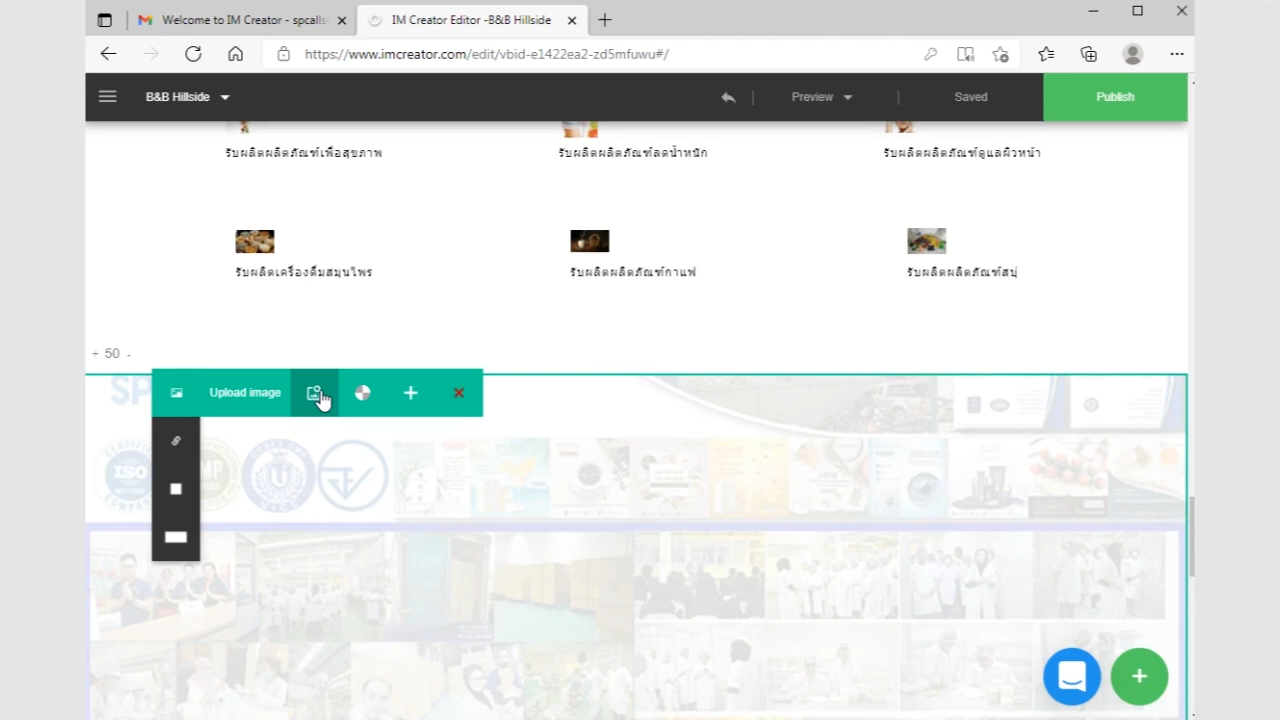 Welcome to IM Creator - spcalls
IM Creator Editor -B&B Hillside
https://www.imcreator.com/edit/vbid-e1422ea2-zd5mfuwu#/
B&B Hillside
Preview
Saved
Publish
รับผลิตผลิตภัณฑ์เพื่อสุขภาพ
รับผลิตผลิตภัณฑ์ลดน้ำหนัก
รับผลิตผลิตภัณฑ์ดูแลผิวหน้า
รับผลิตเครื่องดื่มสมุนไพร
รับผลิตผลิตภัณฑ์กาแฟ
รับผลิตผลิตภัณฑ์สบู่
+ 50 -
Upload image
SP
ISO
MP